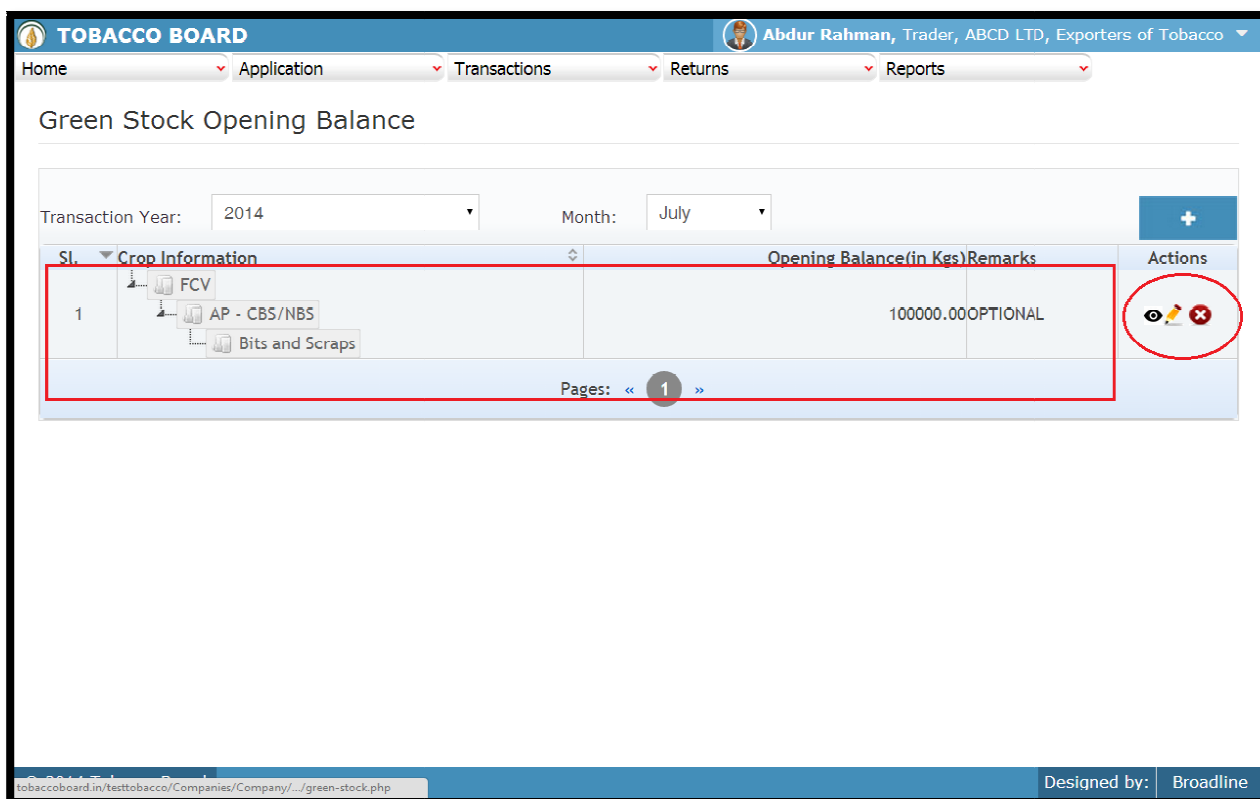 TOBACCO BOARD
Abdur Rahman, Trader, ABCD LTD, Exporters of Tobacco
Home Application Transactions Returns Reports
Green Stock Opening Balance
Transaction Year: 2014 Month: July
Sl. Crop Information Opening Balance(in Kgs) Remarks Actions
FCV
1 AP - CBS/NBS 100000.00 OPTIONAL
Bits and Scraps
Pages: « 1 »
tobaccoboard.in/testtobacco/Companies/Company/.../green-stock.php
Designed by: Broadline